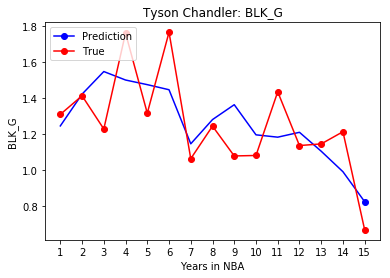 Tyson Chandler: BLK_G
Prediction
True
BLK_G
1.8
1.6
1.4
1.2
1.0
0.8
1 2 3 4 5 6 7 8 9 10 11 12 13 14 15
Years in NBA